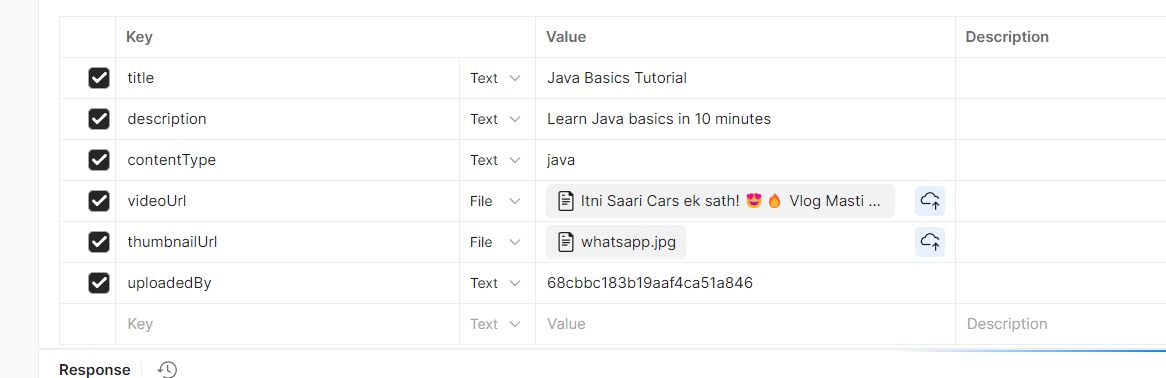 Key Value Description
title Text Java Basics Tutorial
description Text Learn Java basics in 10 minutes
contentType Text java
videoUrl File Itni Saari Cars ek sath! 😍 🔥 Vlog Masti ...
thumbnailUrl File whatsapp.jpg
uploadedBy Text 68cbbc183b19aaf4ca51a846
Key Text Value Description
Response